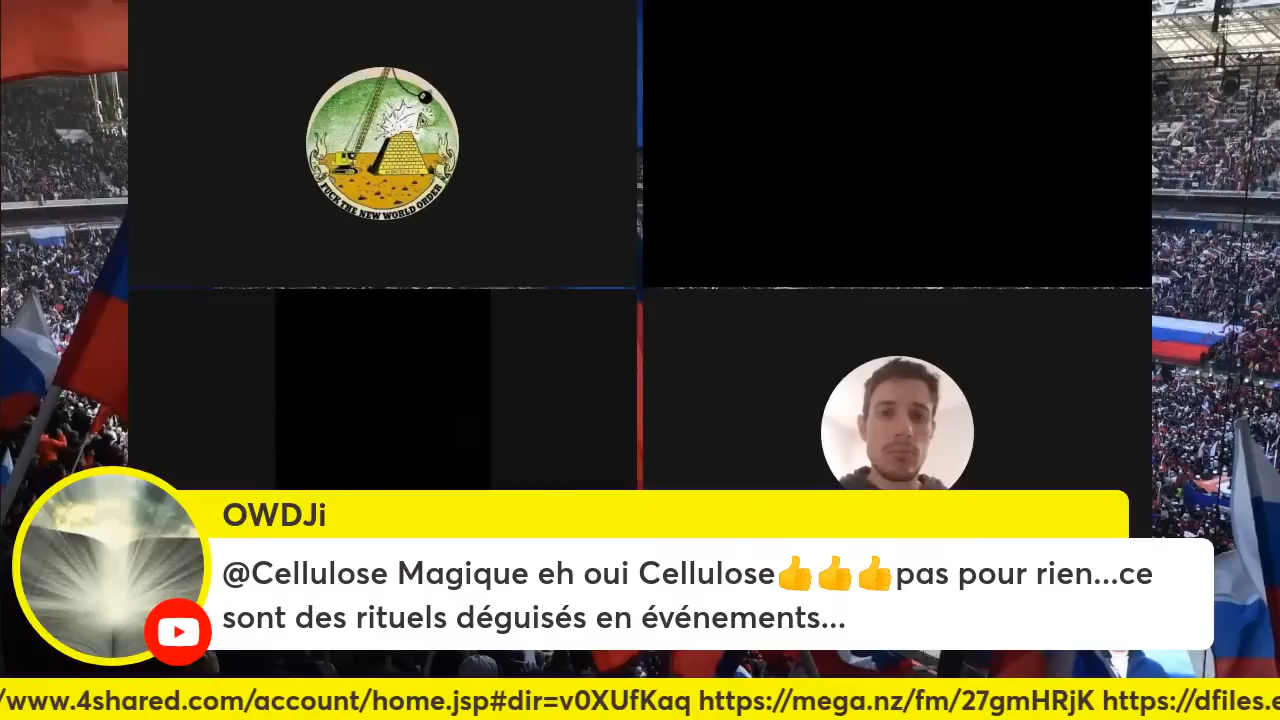 FUCK THE NEW WORLD ORDER
OWDJi
@Cellulose Magique eh oui Cellulose👍👍👍pas pour rien...ce
sont des rituels déguisés en événements...
/www.4shared.com/account/home.jsp#dir=v0XUfKaq https://mega.nz/fm/27gmHRjK https://dfiles.e